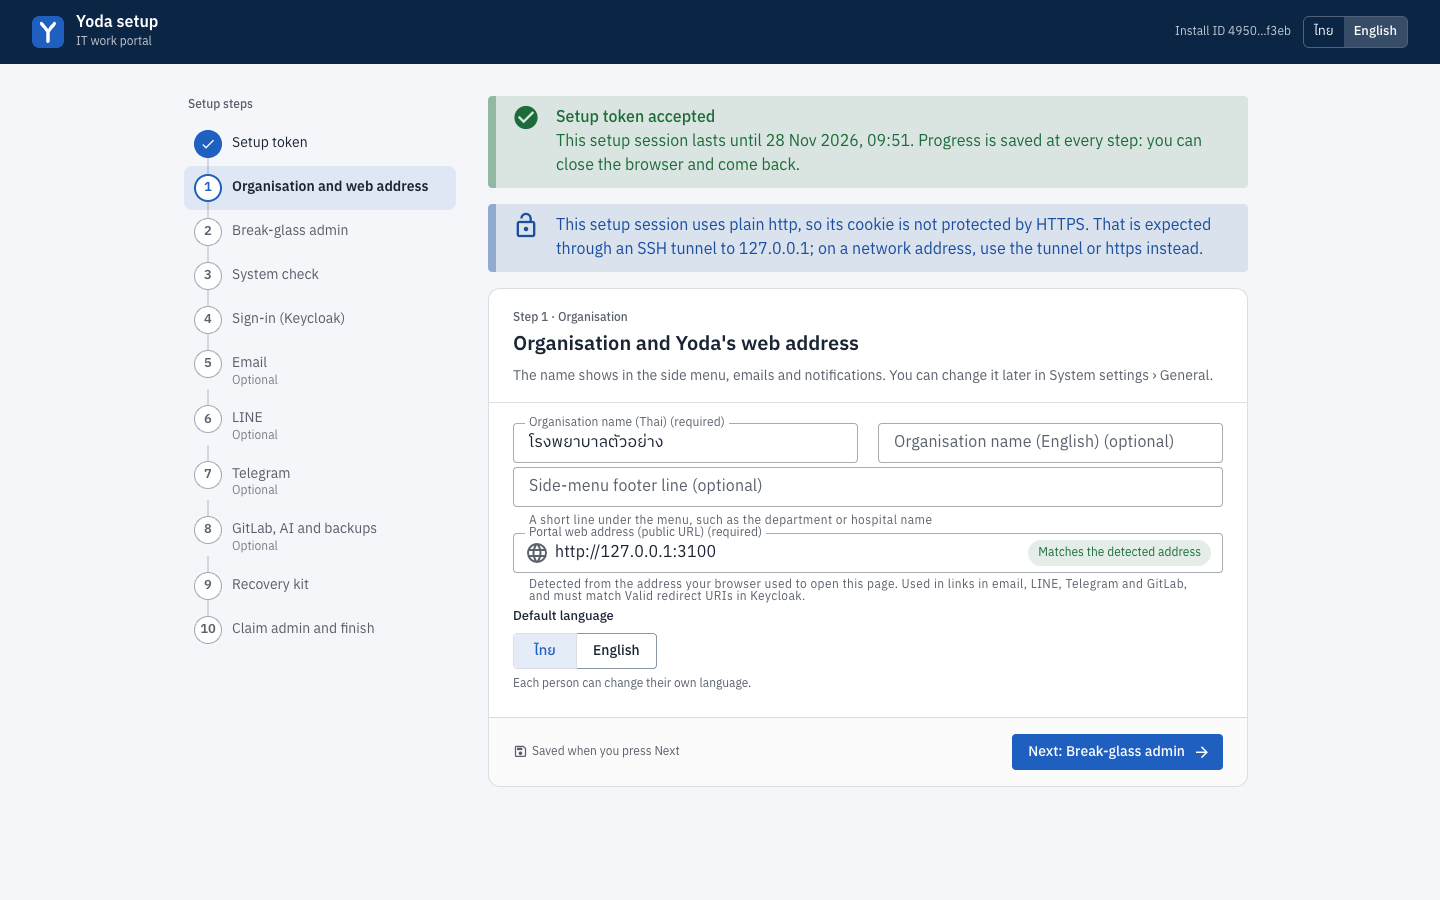 Yoda setup
IT work portal
Install ID 4950…f3eb
ไทย
English
Setup steps
Setup token
1 Organisation and web address
2 Break-glass admin
3 System check
4 Sign-in (Keycloak)
5 Email
Optional
6 LINE
Optional
7 Telegram
Optional
8 GitLab, AI and backups
Optional
9 Recovery kit
10 Claim admin and finish
Setup token accepted
This setup session lasts until 28 Nov 2026, 09:51. Progress is saved at every step: you can
close the browser and come back.
This setup session uses plain http, so its cookie is not protected by HTTPS. That is expected
through an SSH tunnel to 127.0.0.1; on a network address, use the tunnel or https instead.
Step 1 · Organisation
Organisation and Yoda's web address
The name shows in the side menu, emails and notifications. You can change it later in System settings › General.
Organisation name (Thai) (required)
โรงพยาบาลตัวอย่าง
Organisation name (English) (optional)
Side-menu footer line (optional)
A short line under the menu, such as the department or hospital name
Portal web address (public URL) (required)
http://127.0.0.1:3100
Matches the detected address
Detected from the address your browser used to open this page. Used in links in email, LINE, Telegram and GitLab,
and must match Valid redirect URIs in Keycloak.
Default language
ไทย
English
Each person can change their own language.
Saved when you press Next
Next: Break-glass admin